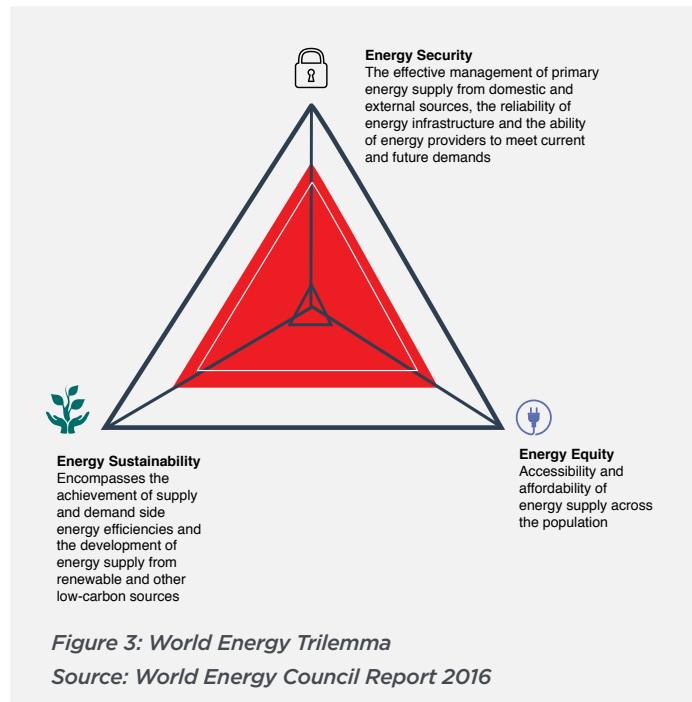 Energy Security
The effective management of primary
energy supply from domestic and
external sources, the reliability of
energy infrastructure and the ability
of energy providers to meet current
and future demands
Energy Sustainability
Encompasses the
achievement of supply
and demand side
energy efficiencies and
the development of
energy supply from
renewable and other
low-carbon sources
Energy Equity
Accessibility and
affordability of
energy supply across
the population
Figure 3: World Energy Trilemma
Source: World Energy Council Report 2016